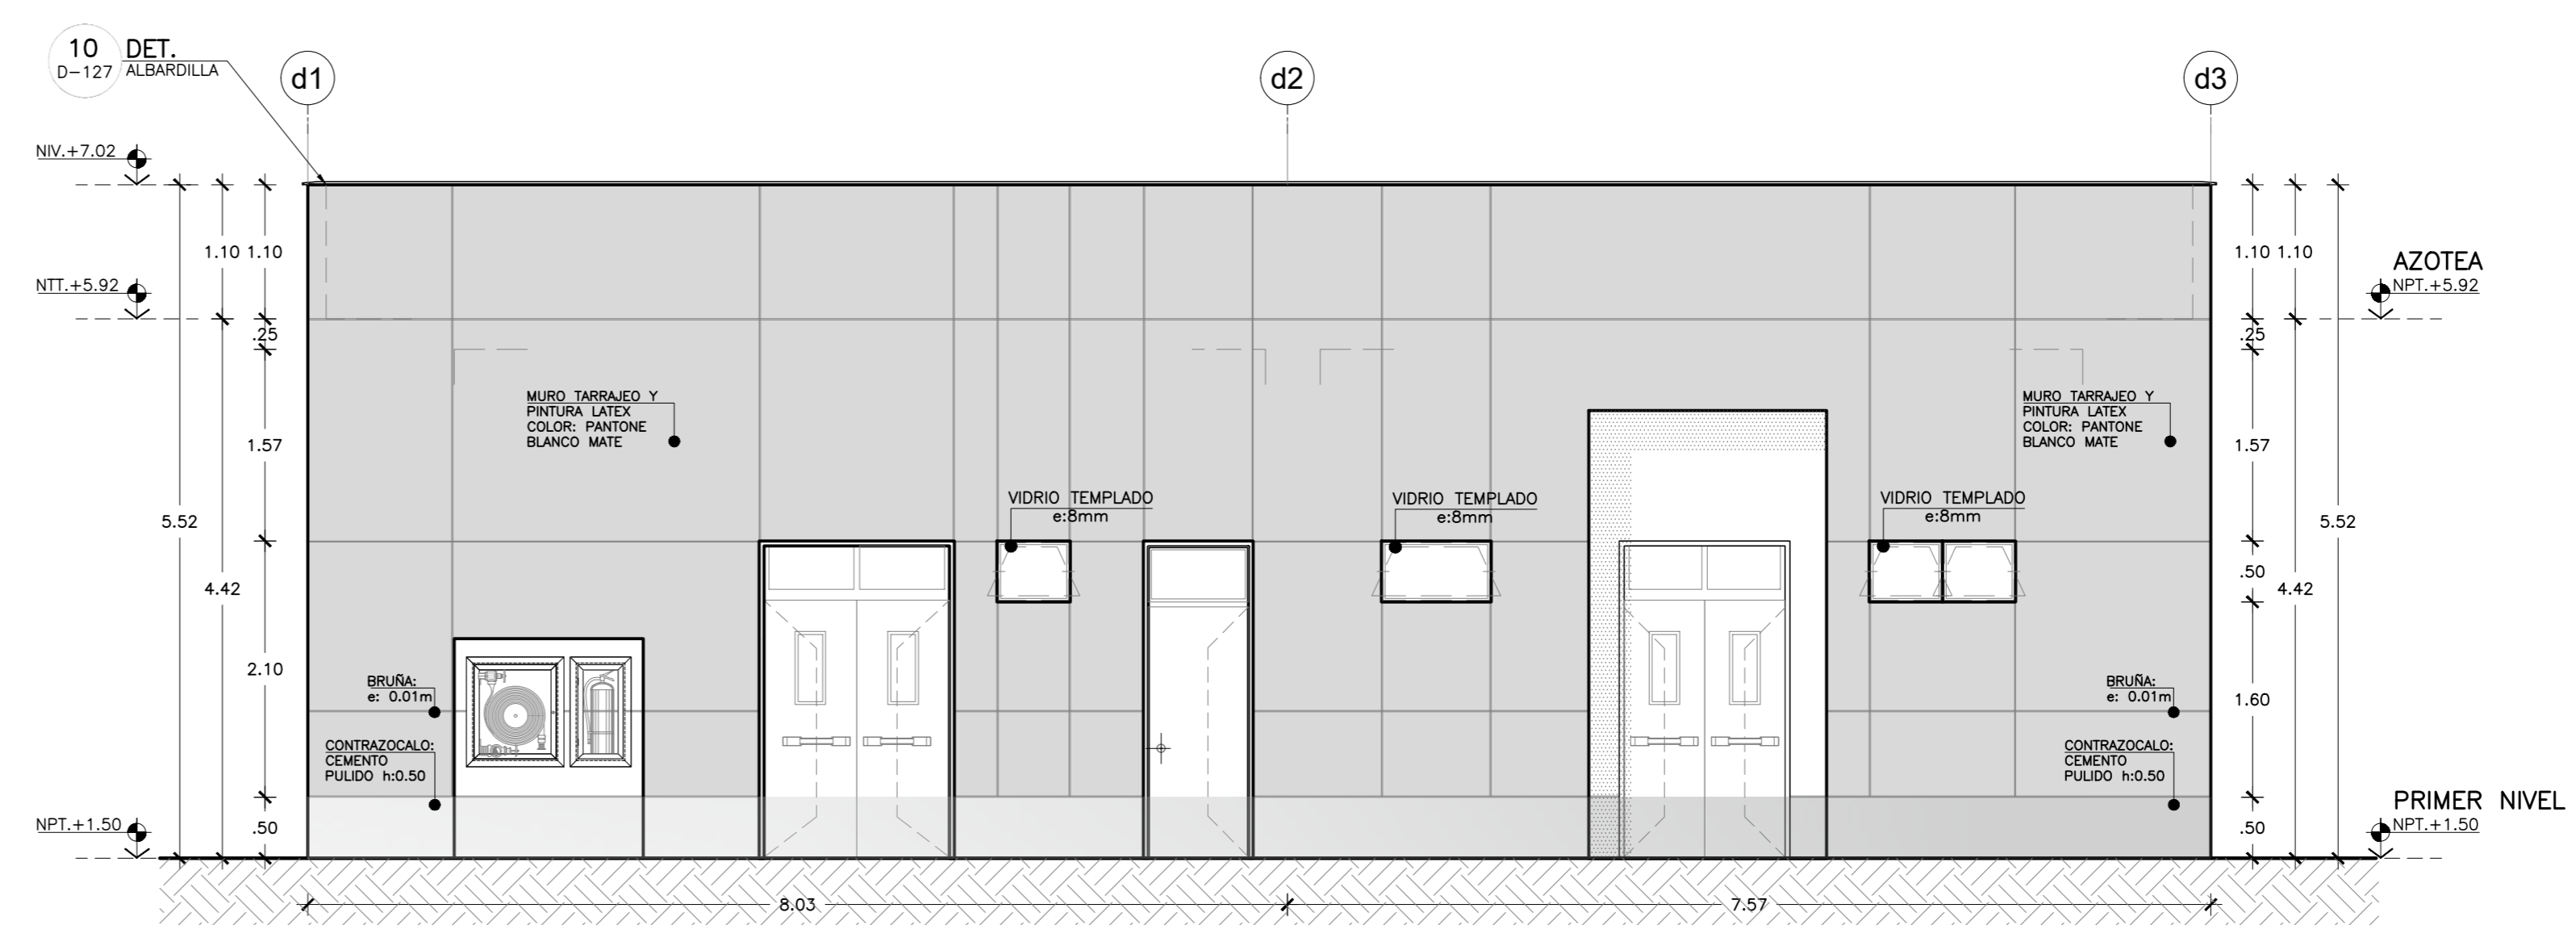 10
D-127
DET.
ALBARDILLA
d1
d2
d3
NIV.+7.02
NTT.+5.92
NPT.+1.50
5.52
1.10
4.42
1.10
.25
1.57
2.10
.50
MURO TARRAJEO Y
PINTURA LATEX
COLOR: PANTONE
BLANCO MATE
BRUÑA:
e: 0.01m
CONTRAZOCALO:
CEMENTO
PULIDO h:0.50
VIDRIO TEMPLADO
e:8mm
VIDRIO TEMPLADO
e:8mm
VIDRIO TEMPLADO
e:8mm
MURO TARRAJEO Y
PINTURA LATEX
COLOR: PANTONE
BLANCO MATE
BRUÑA:
e: 0.01m
CONTRAZOCALO:
CEMENTO
PULIDO h:0.50
1.10
.25
1.57
.50
1.60
.50
1.10
4.42
5.52
AZOTEA
NPT.+5.92
PRIMER NIVEL
NPT.+1.50
8.03
7.57